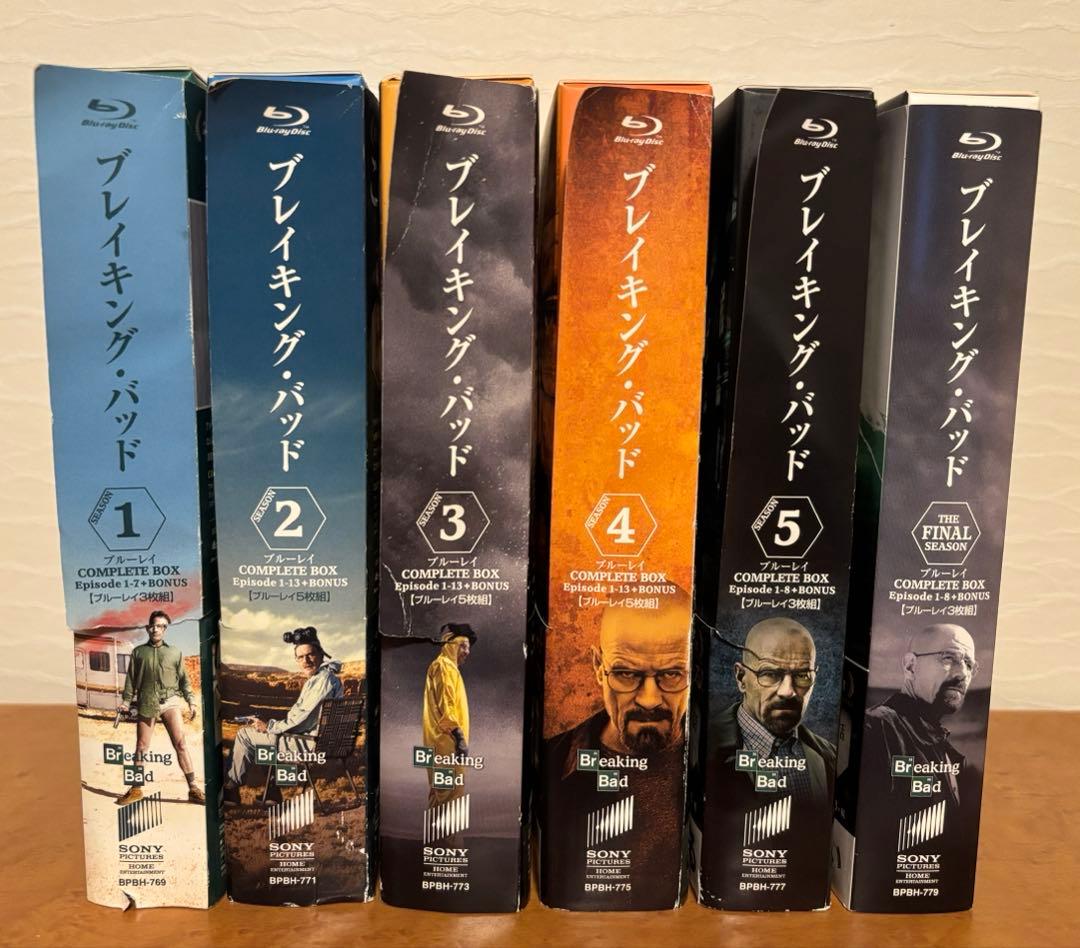 Blu-ray Disc
ブレイキング・バッド
SEASON
1
ブルーレイ
COMPLETE BOX
Episode 1-7+BONUS
【ブルーレイ3枚組】
Breaking
Bad
SONY
PICTURES
HOME
ENTERTAINMENT
BPBH-769
Blu-ray Disc
ブレイキング・バッド
SEASON
2
ブルーレイ
COMPLETE BOX
Episode 1-13+BONUS
【ブルーレイ5枚組】
Breaking
Bad
SONY
PICTURES
HOME
ENTERTAINMENT
BPBH-771
Blu-ray Disc
ブレイキング・バッド
SEASON
3
ブルーレイ
COMPLETE BOX
Episode 1-13+BONUS
【ブルーレイ5枚組】
Breaking
Bad
SONY
PICTURES
HOME
ENTERTAINMENT
BPBH-773
Blu-ray Disc
ブレイキング・バッド
SEASON
4
ブルーレイ
COMPLETE BOX
Episode 1-13+BONUS
【ブルーレイ5枚組】
Breaking
Bad
SONY
PICTURES
HOME
ENTERTAINMENT
BPBH-775
Blu-ray Disc
ブレイキング・バッド
SEASON
5
ブルーレイ
COMPLETE BOX
Episode 1-8+BONUS
【ブルーレイ3枚組】
Breaking
Bad
SONY
PICTURES
HOME
ENTERTAINMENT
BPBH-777
Blu-ray Disc
ブレイキング・バッド
THE
FINAL
SEASON
ブルーレイ
COMPLETE BOX
Episode 1-8+BONUS
【ブルーレイ3枚組】
Breaking
Bad
SONY
PICTURES
HOME
ENTERTAINMENT
BPBH-779